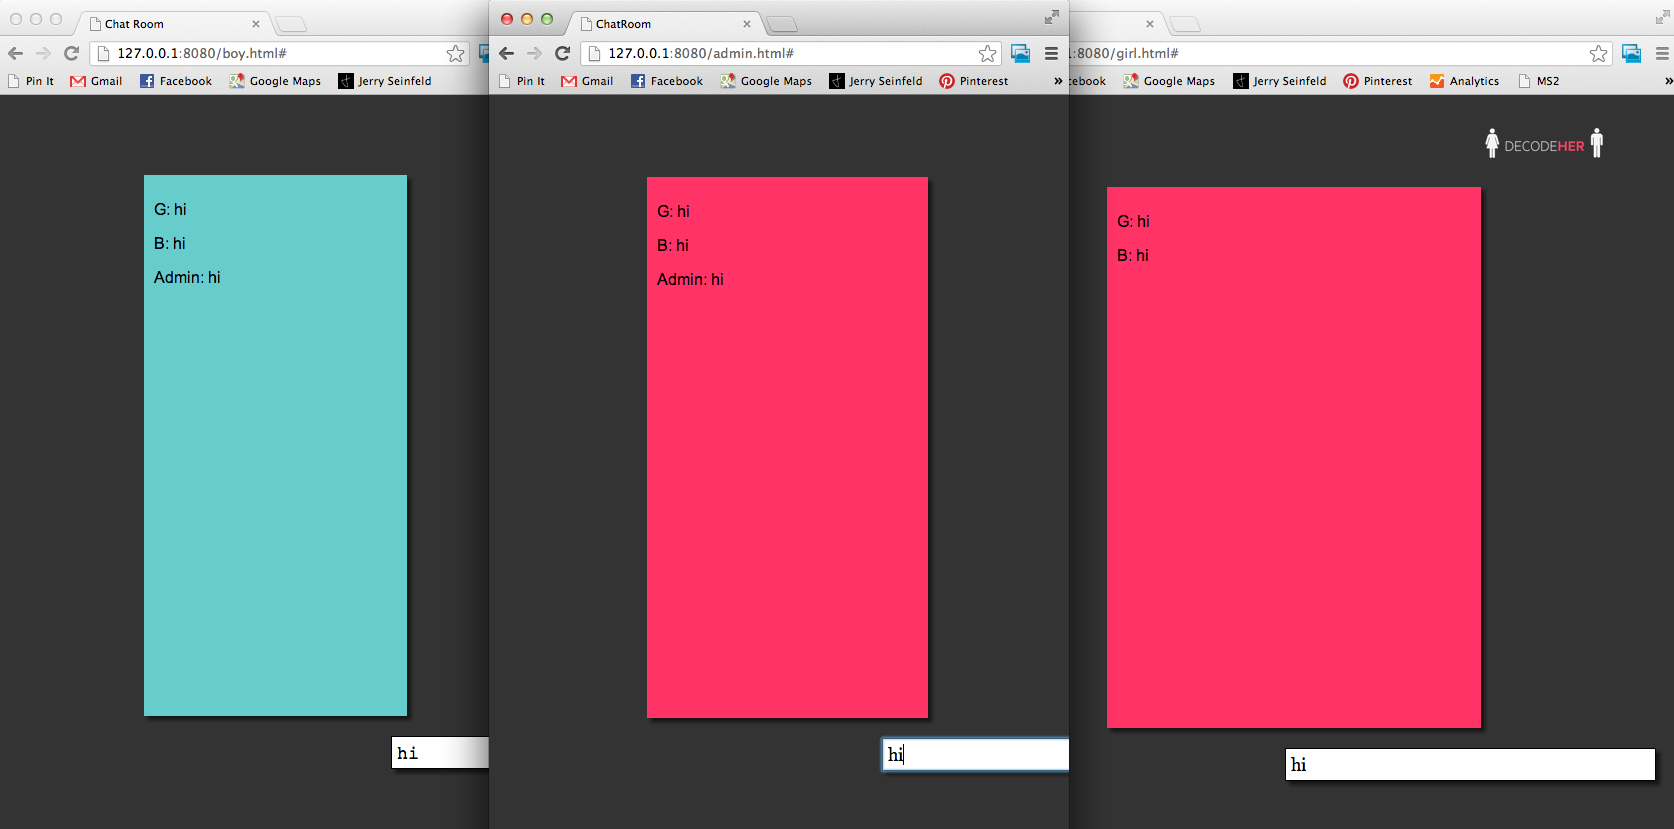 Chat Room
127.0.0.1:8080/boy.html#
Pin It Gmail Facebook Google Maps Jerry Seinfeld
G: hi
B: hi
Admin: hi
hi
ChatRoom
127.0.0.1:8080/admin.html#
Pin It Gmail Facebook Google Maps Jerry Seinfeld Pinterest »
G: hi
B: hi
Admin: hi
hi
:8080/girl.html#
cebook Google Maps Jerry Seinfeld Pinterest Analytics MS2 »
DECODEHER
G: hi
B: hi
hi